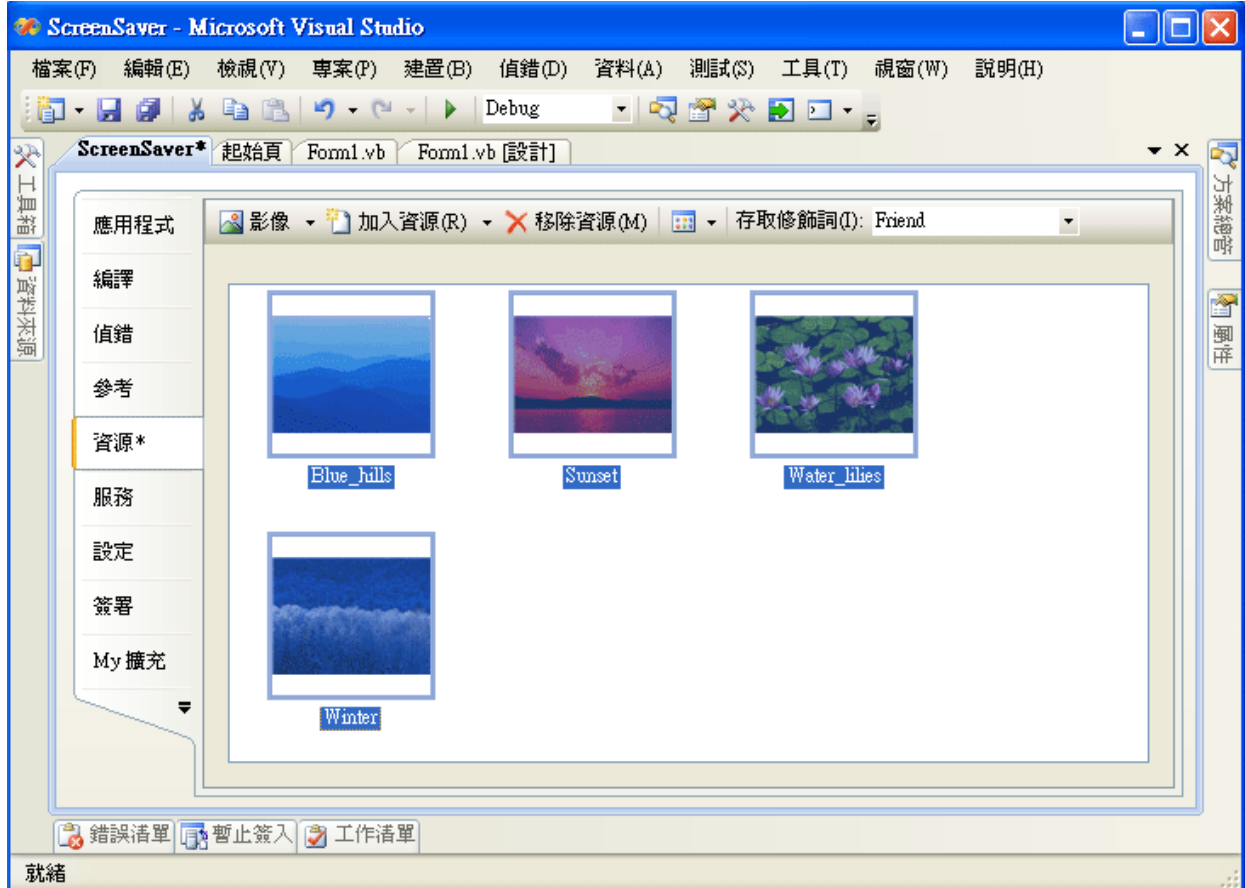 ScreenSaver - Microsoft Visual Studio
檔案(F) 編輯(E) 檢視(V) 專案(P) 建置(B) 偵錯(D) 資料(A) 測試(S) 工具(T) 視窗(W) 說明(H)
Debug
ScreenSaver* 起始頁 Form1.vb Form1.vb [設計]
工具箱
資料來源
應用程式
編譯
偵錯
參考
資源*
服務
設定
簽署
My 擴充
影像 加入資源(R) 移除資源(M) 存取修飾詞(I): Friend
Blue_hills Sunset Water_lilies
Winter
方案總管
屬性
錯誤清單 暫止簽入 工作清單
就緒